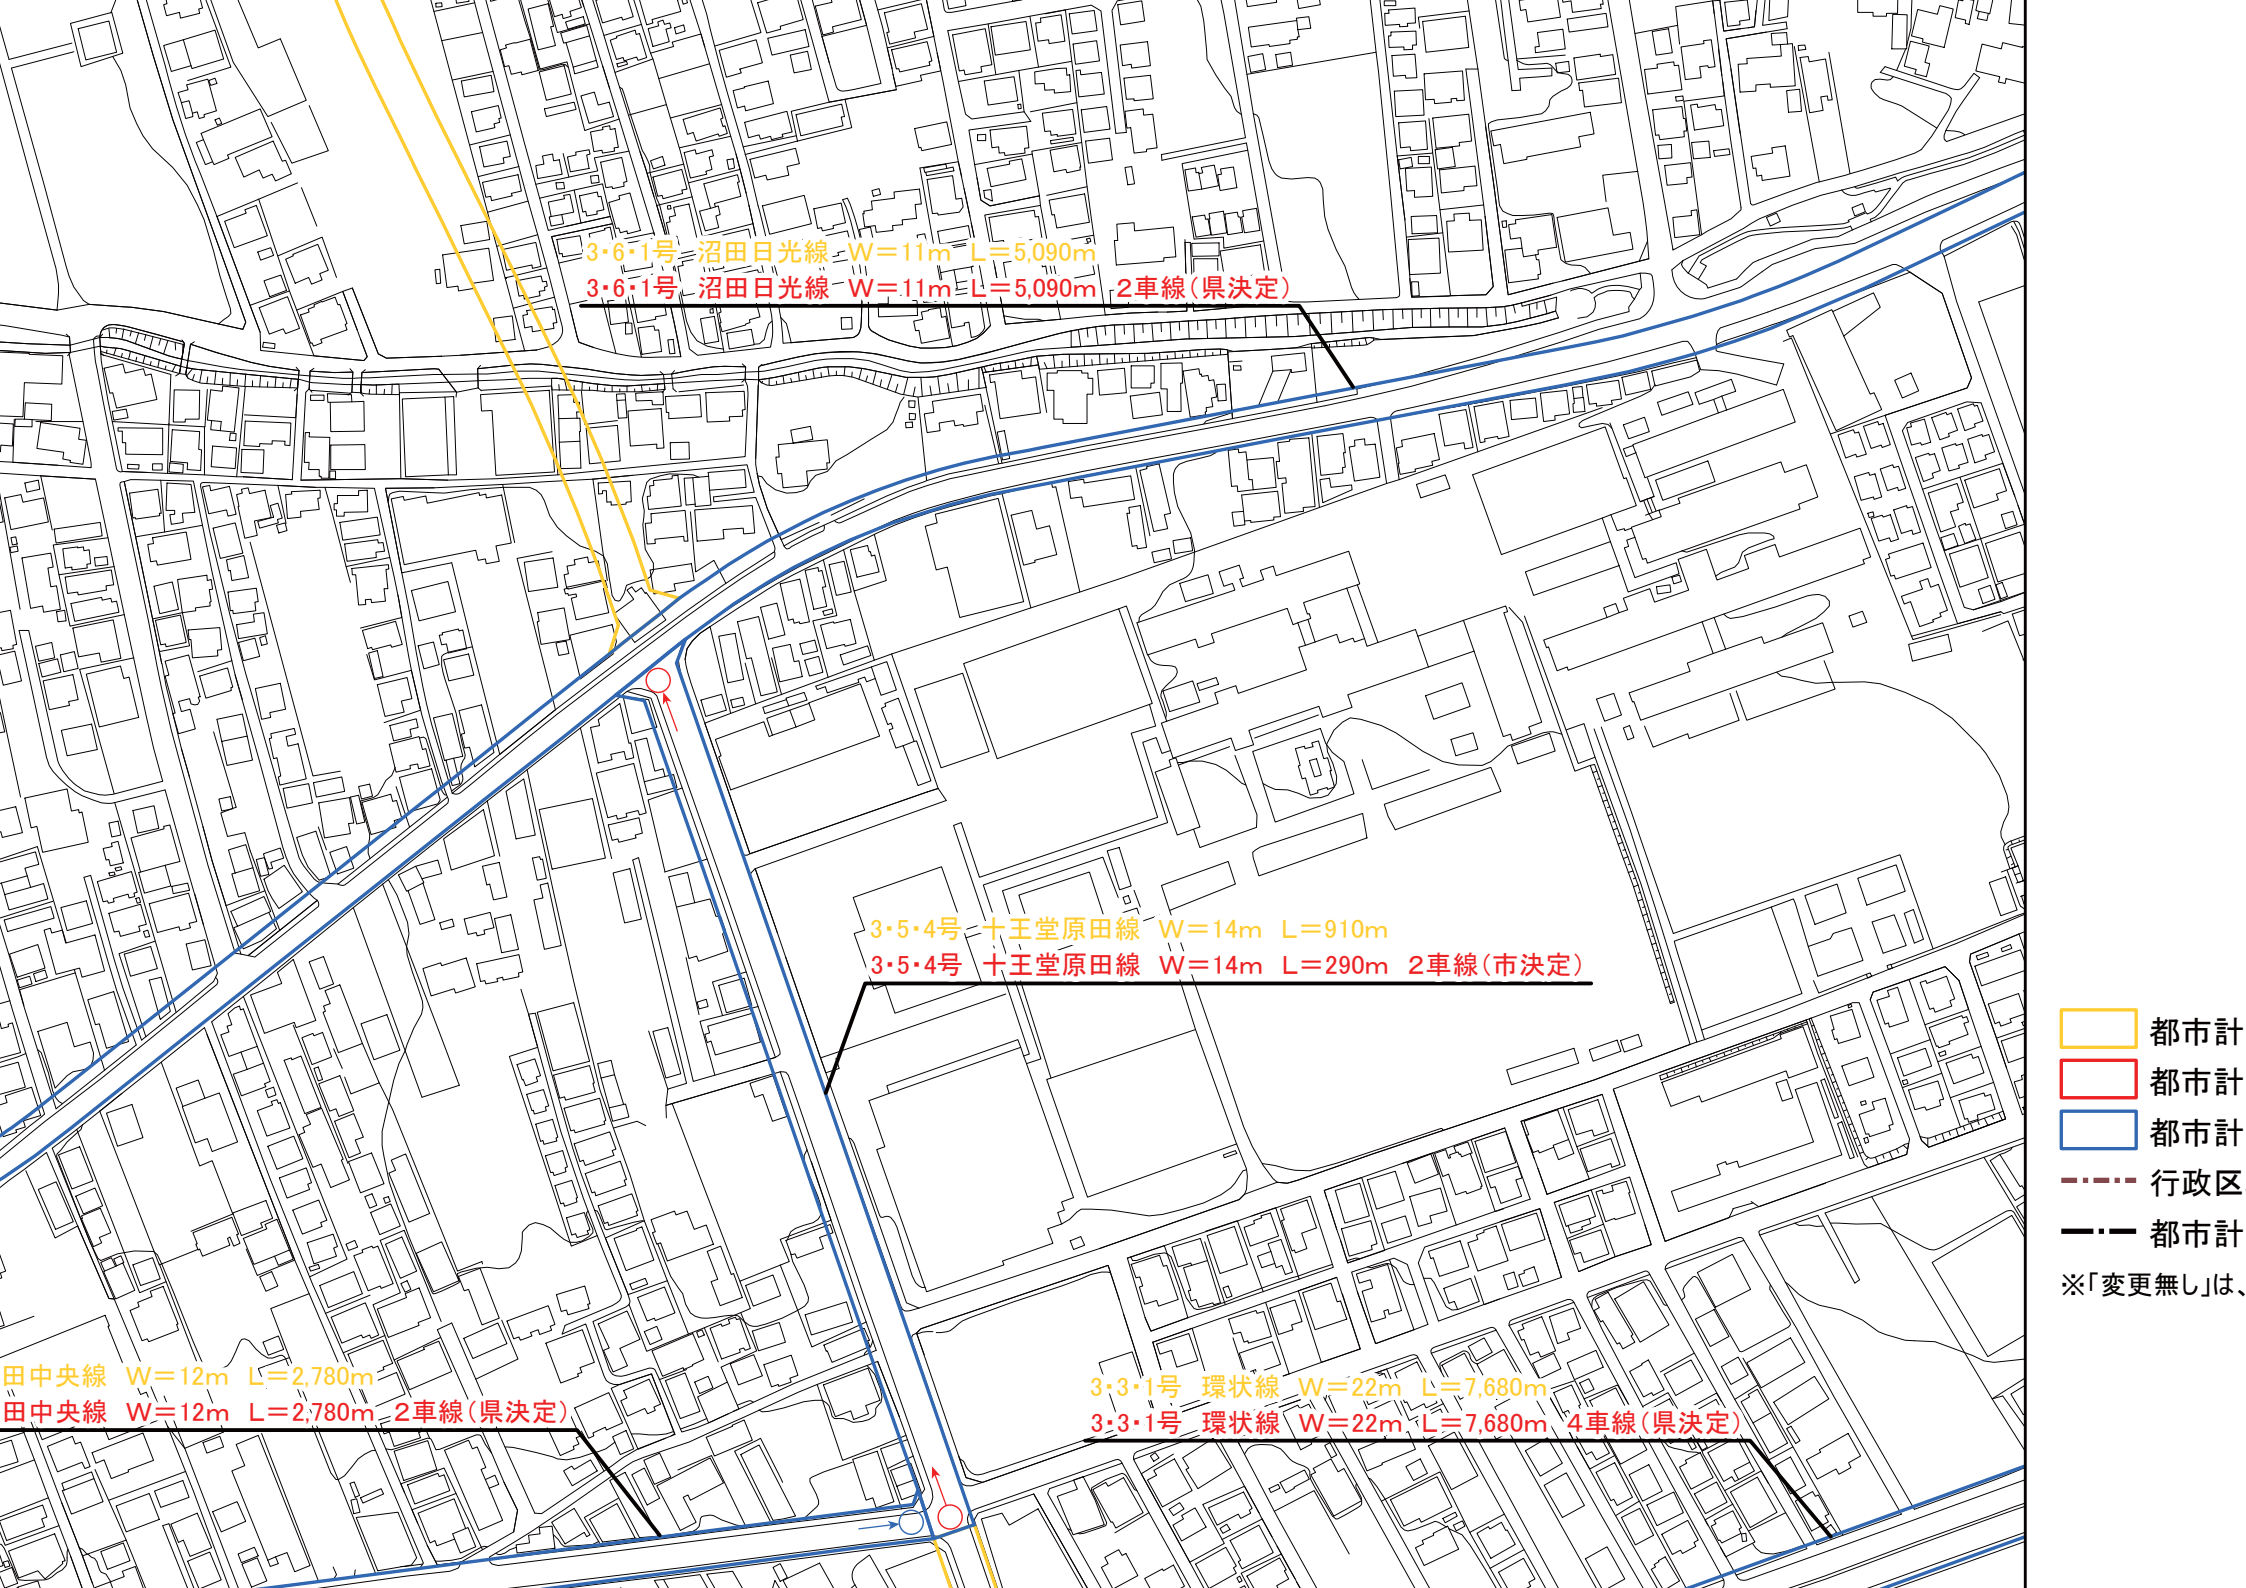 3・6・1号 沼田日光線 W=11m L=5,090m
3・6・1号 沼田日光線 W=11m L=5,090m 2車線(県決定)
3・5・4号 十王堂原田線 W=14m L=910m
3・5・4号 十王堂原田線 W=14m L=290m 2車線(市決定)
田中央線 W=12m L=2,780m
田中央線 W=12m L=2,780m 2車線(県決定)
3・3・1号 環状線 W=22m L=7,680m
3・3・1号 環状線 W=22m L=7,680m 4車線(県決定)
都市計
都市計
都市計
行政区
都市計
※「変更無し」は、